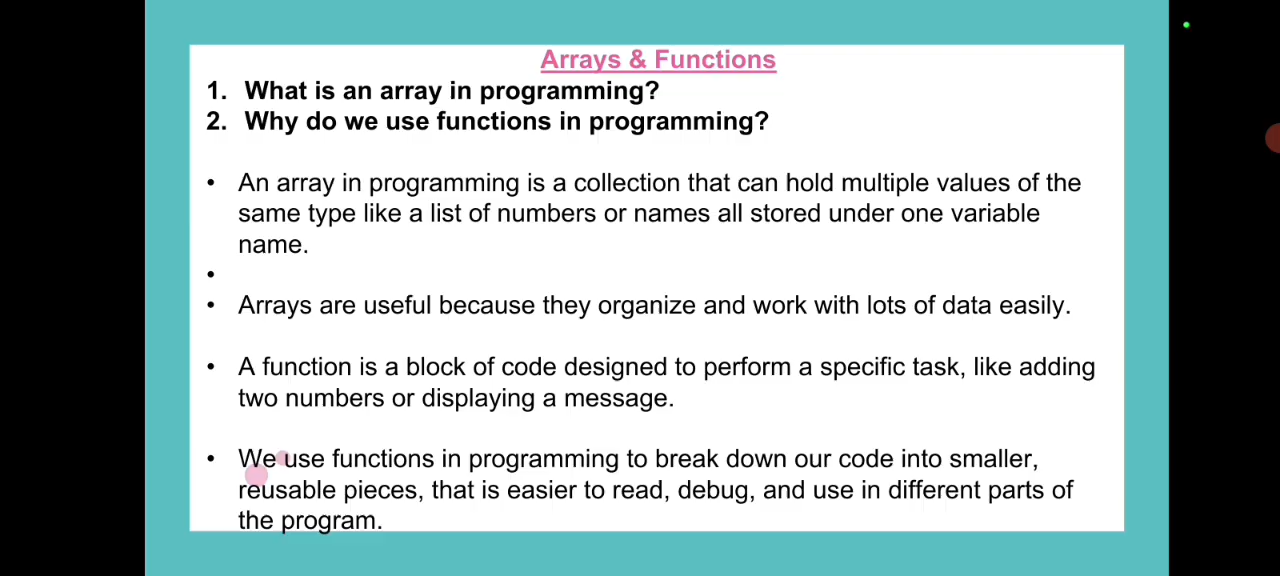 Arrays & Functions
1. What is an array in programming?
2. Why do we use functions in programming?
• An array in programming is a collection that can hold multiple values of the
same type like a list of numbers or names all stored under one variable
name.
•
• Arrays are useful because they organize and work with lots of data easily.
• A function is a block of code designed to perform a specific task, like adding
two numbers or displaying a message.
• We use functions in programming to break down our code into smaller,
reusable pieces, that is easier to read, debug, and use in different parts of
the program.